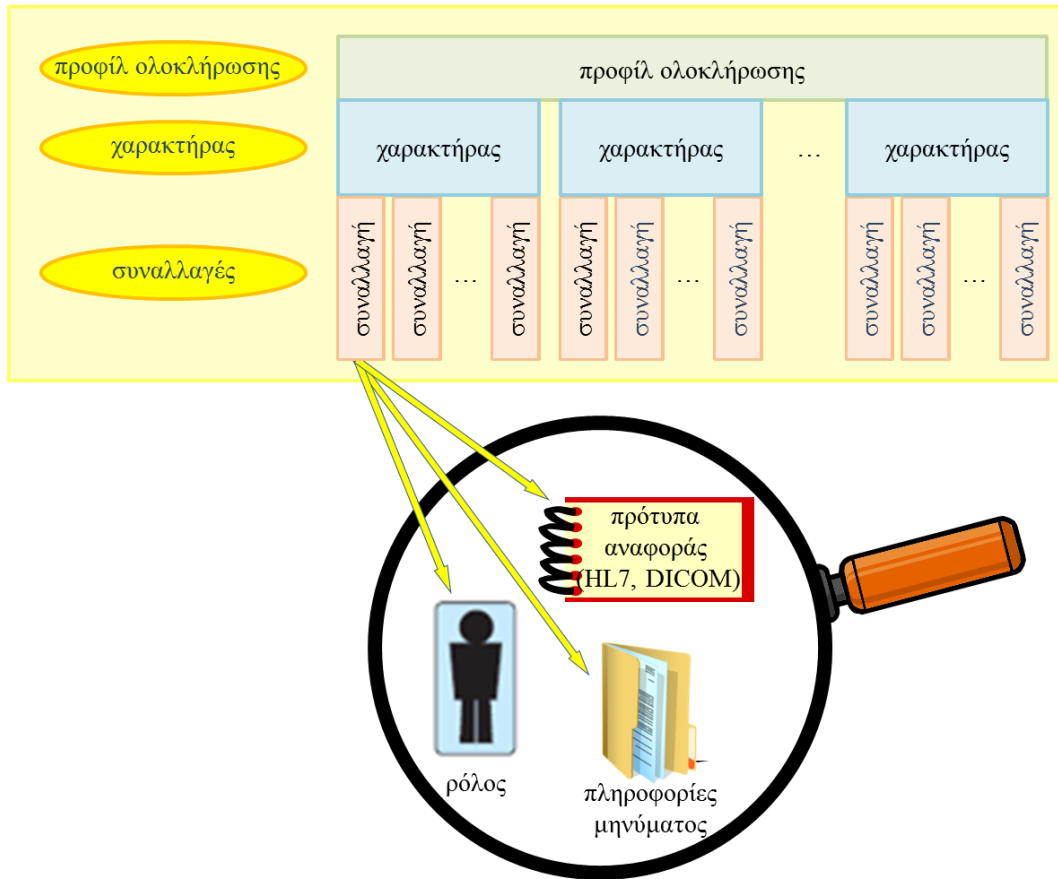 προφίλ ολοκλήρωσης
προφίλ ολοκλήρωσης
χαρακτήρας
χαρακτήρας
χαρακτήρας
...
χαρακτήρας
συναλλαγές
συναλλαγή
συναλλαγή
...
συναλλαγή
συναλλαγή
συναλλαγή
...
συναλλαγή
...
συναλλαγή
συναλλαγή
...
συναλλαγή
πρότυπα
αναφοράς
(HL7, DICOM)
ρόλος
πληροφορίες
μηνύματος